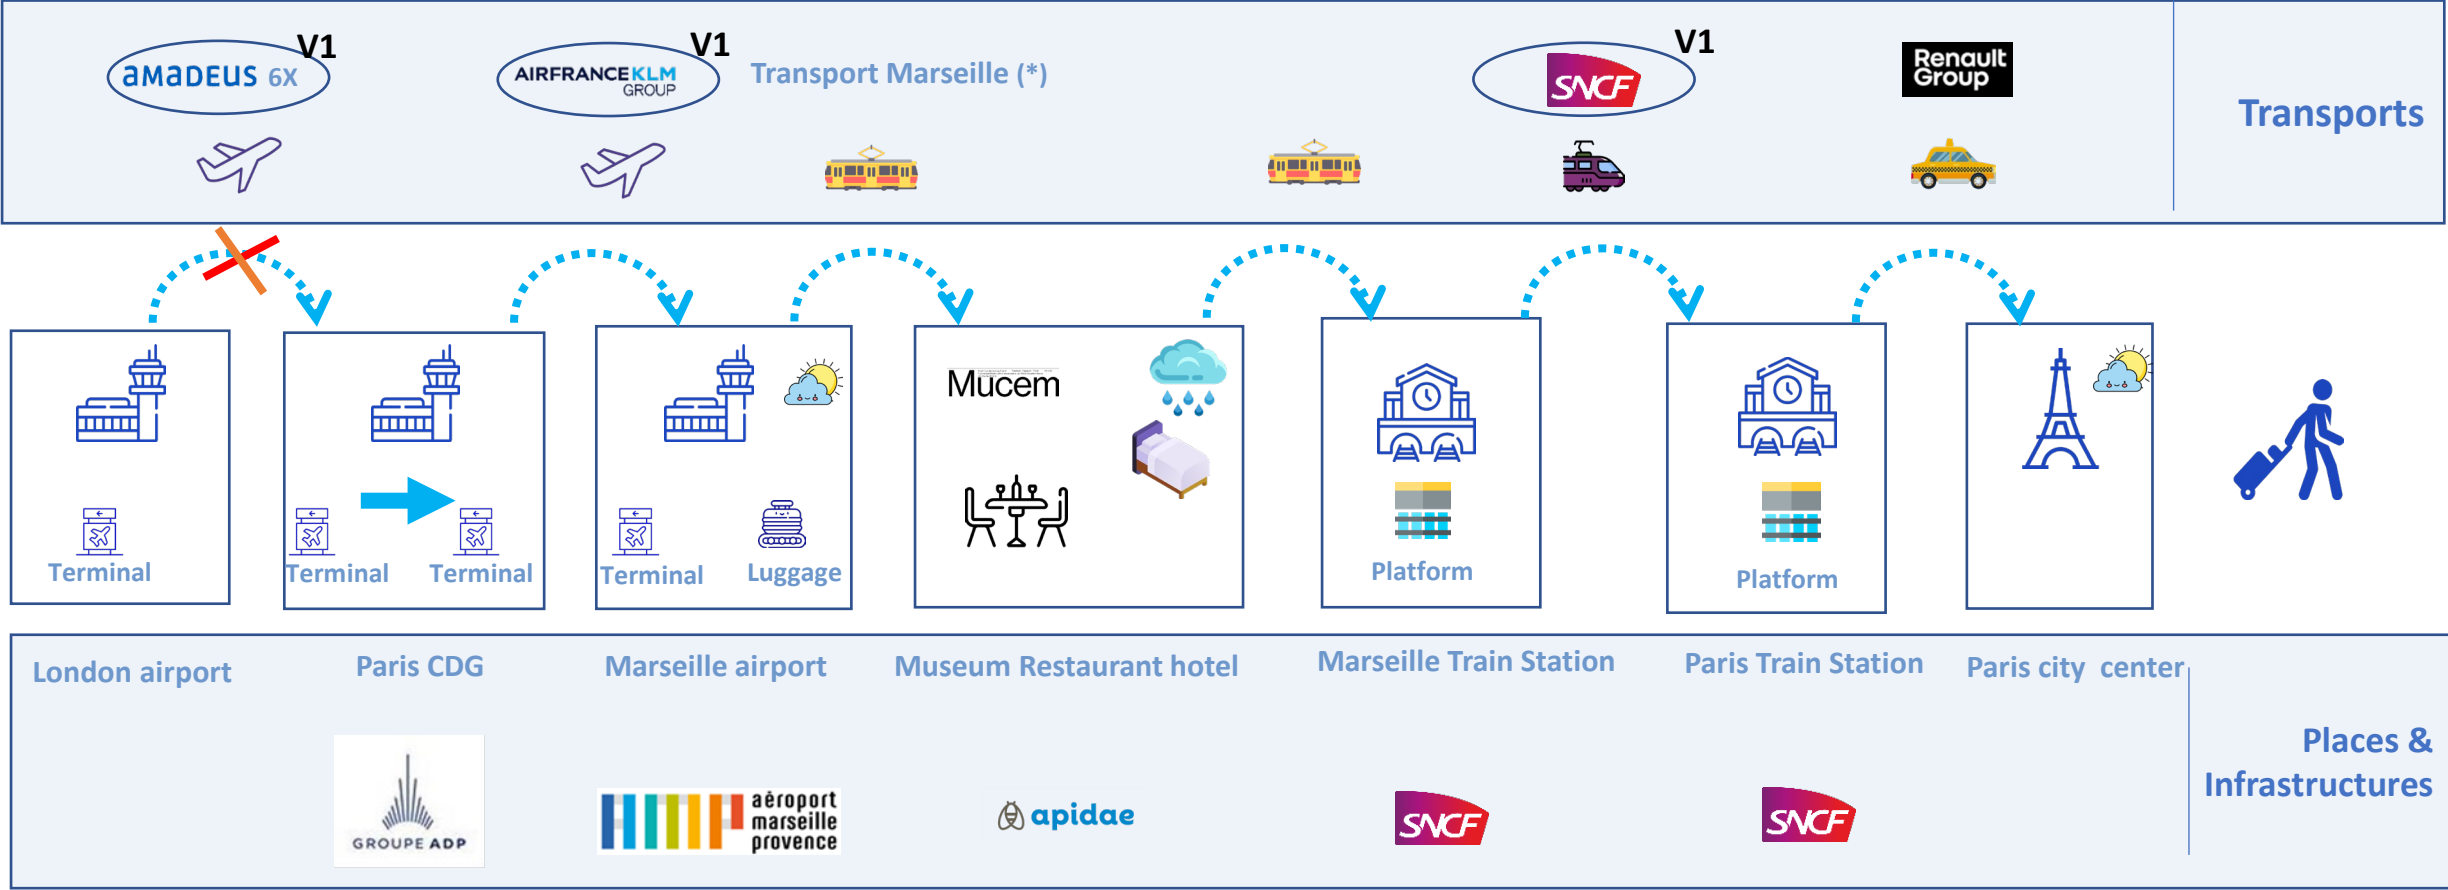 aMaDEUS 6X
V1
AIRFRANCEKLM
GROUP
V1
Transport Marseille (*)
SNCF
V1
Renault
Group
Transports
Terminal
Terminal
Terminal
Terminal
Luggage
Mucem
Platform
Platform
London airport
Paris CDG
Marseille airport
Museum Restaurant hotel
Marseille Train Station
Paris Train Station
Paris city center
GROUPE ADP
AMP
aéroport
marseille
provence
apidae
SNCF
SNCF
Places &
Infrastructures